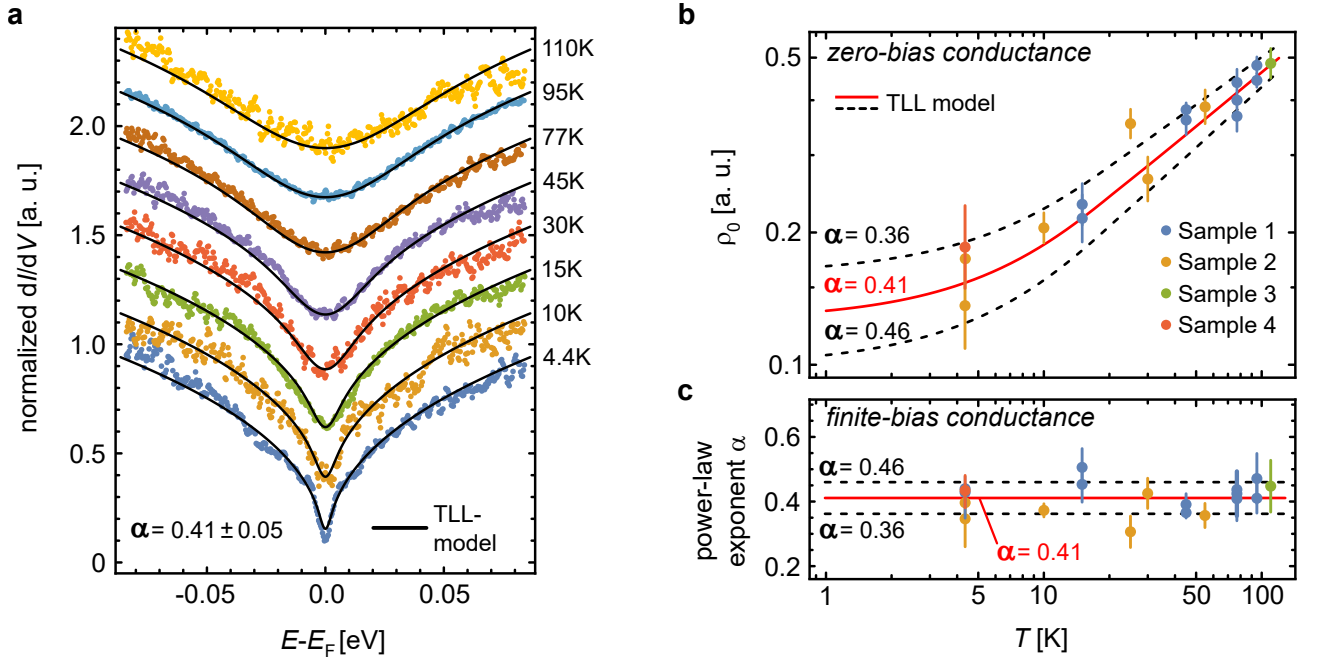 a
normalized dI/dV [a. u.]
2.0
1.5
1.0
0.5
0
110K
95K
77K
45K
30K
15K
10K
4.4K
α = 0.41 ± 0.05
TLL-
model
-0.05
0.0
0.05
E-E_F [eV]
b
ρ₀ [a. u.]
0.5
0.2
0.1
zero-bias conductance
TLL model
α = 0.36
α = 0.41
α = 0.46
Sample 1
Sample 2
Sample 3
Sample 4
c
power-law
exponent α
0.6
0.4
0.2
finite-bias conductance
α = 0.46
α = 0.36
α = 0.41
1
5
10
50
100
T [K]